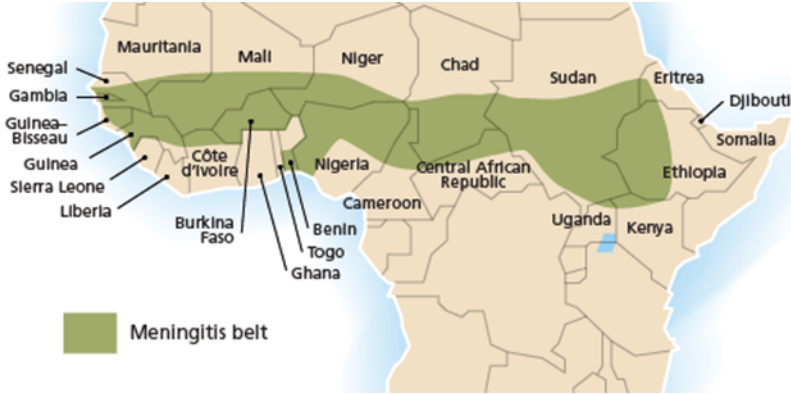 Mauritania
Mali
Niger
Chad
Sudan
Eritrea
Djibouti
Somalia
Ethiopia
Senegal
Gambia
Guinea–
Bissau
Guinea
Sierra Leone
Liberia
Côte
d'Ivoire
Burkina
Faso
Ghana
Togo
Benin
Nigeria
Cameroon
Central African
Republic
Uganda
Kenya
Meningitis belt